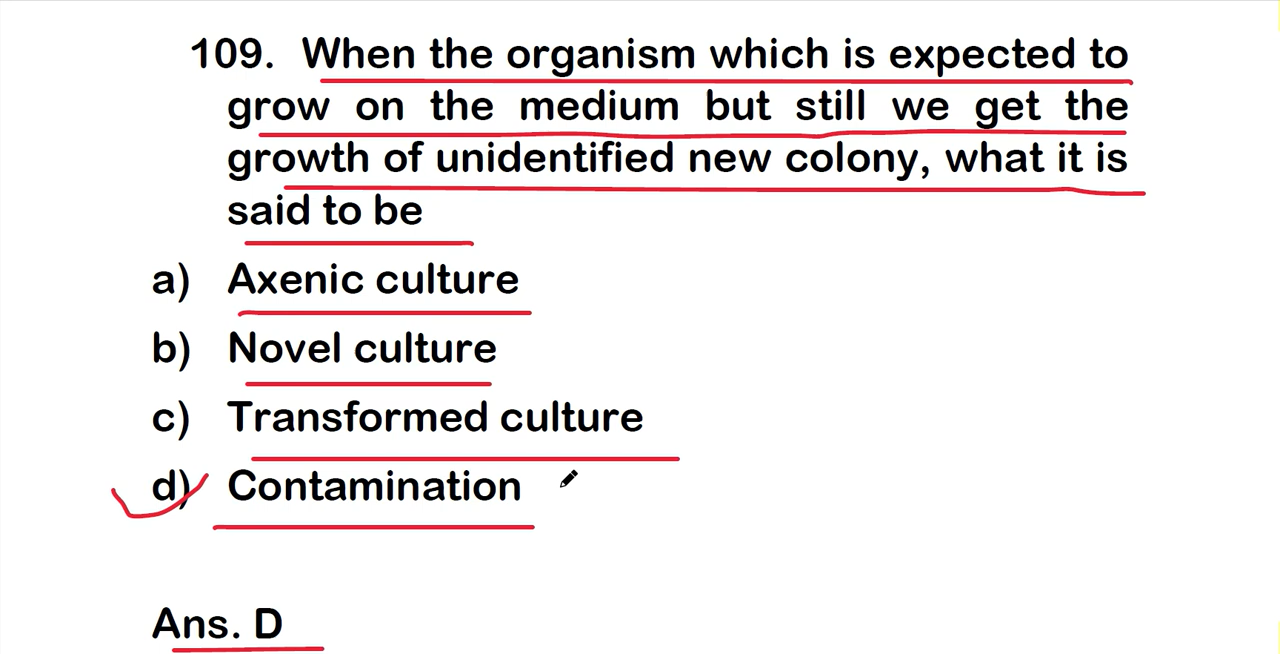 109. When the organism which is expected to
grow on the medium but still we get the
growth of unidentified new colony, what it is
said to be
a) Axenic culture
b) Novel culture
c) Transformed culture
d) Contamination
Ans. D